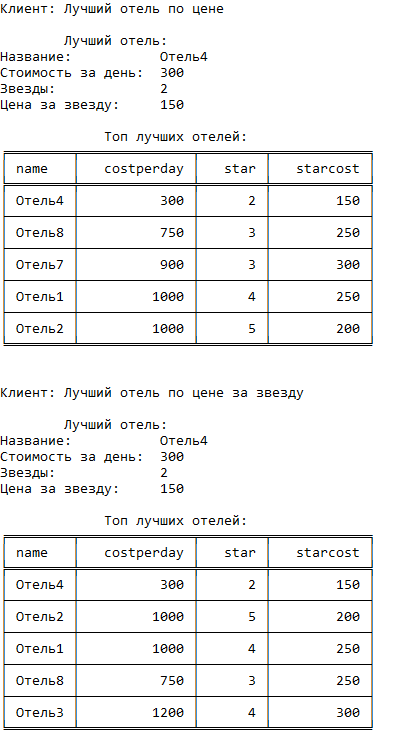 Клиент: Лучший отель по цене
Лучший отель:
Название: Отель4
Стоимость за день: 300
Звезды: 2
Цена за звезду: 150
Топ лучших отелей:
name costperday star starcost
Отель4 300 2 150
Отель8 750 3 250
Отель7 900 3 300
Отель1 1000 4 250
Отель2 1000 5 200
Клиент: Лучший отель по цене за звезду
Лучший отель:
Название: Отель4
Стоимость за день: 300
Звезды: 2
Цена за звезду: 150
Топ лучших отелей:
name costperday star starcost
Отель4 300 2 150
Отель2 1000 5 200
Отель1 1000 4 250
Отель8 750 3 250
Отель3 1200 4 300